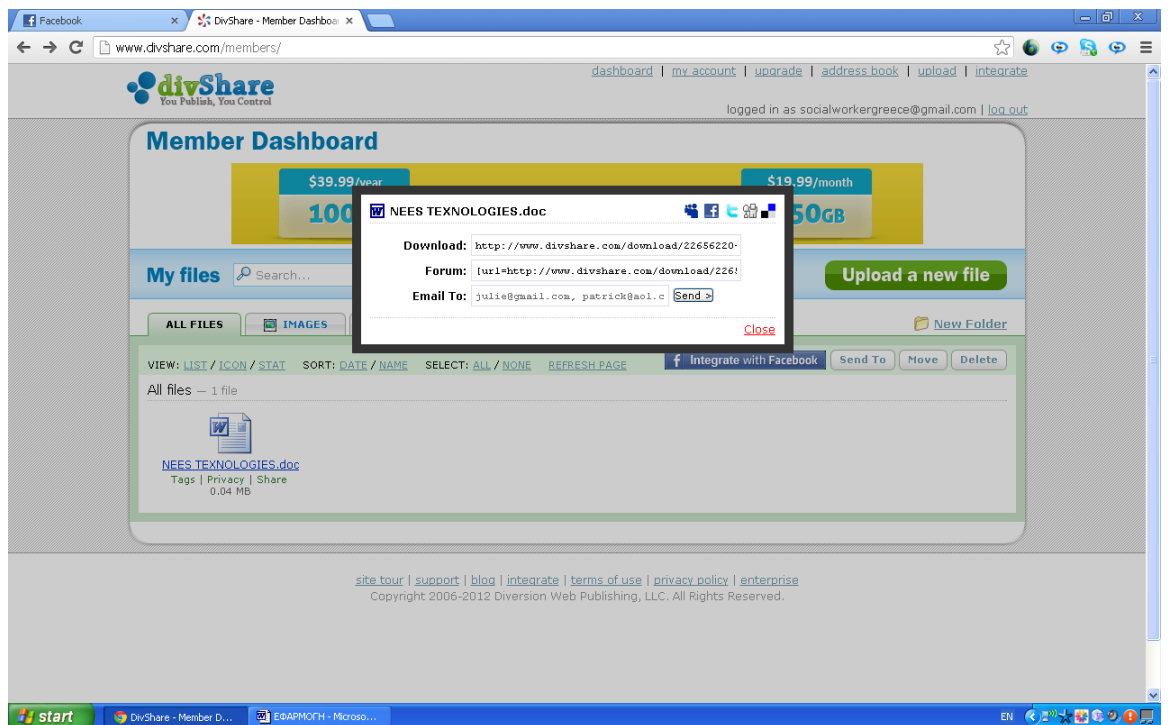 Facebook
DivShare - Member Dashboa
www.divshare.com/members/
divShare
You Publish, You Control
dashboard | my account | upgrade | address book | upload | integrate
logged in as socialworkergreece@gmail.com | log out
Member Dashboard
$39.99/year
$19.99/month
100
50GB
NEES TEXNOLOGIES.doc
Download: http://www.divshare.com/download/22656220-
Forum: [url=http://www.divshare.com/download/2265
Email To: julie@gmail.com, patrick@aol.c Send >
Close
My files Search...
Upload a new file
ALL FILES IMAGES
New Folder
VIEW: LIST / ICON / STAT SORT: DATE / NAME SELECT: ALL / NONE REFRESH PAGE
Integrate with Facebook Send To Move Delete
All files — 1 file
NEES TEXNOLOGIES.doc
Tags | Privacy | Share
0.04 MB
site tour | support | blog | integrate | terms of use | privacy policy | enterprise
Copyright 2006-2012 Diversion Web Publishing, LLC. All Rights Reserved.
start DivShare - Member D... ΕΦΑΡΜΟΓΗ - Microso... EN